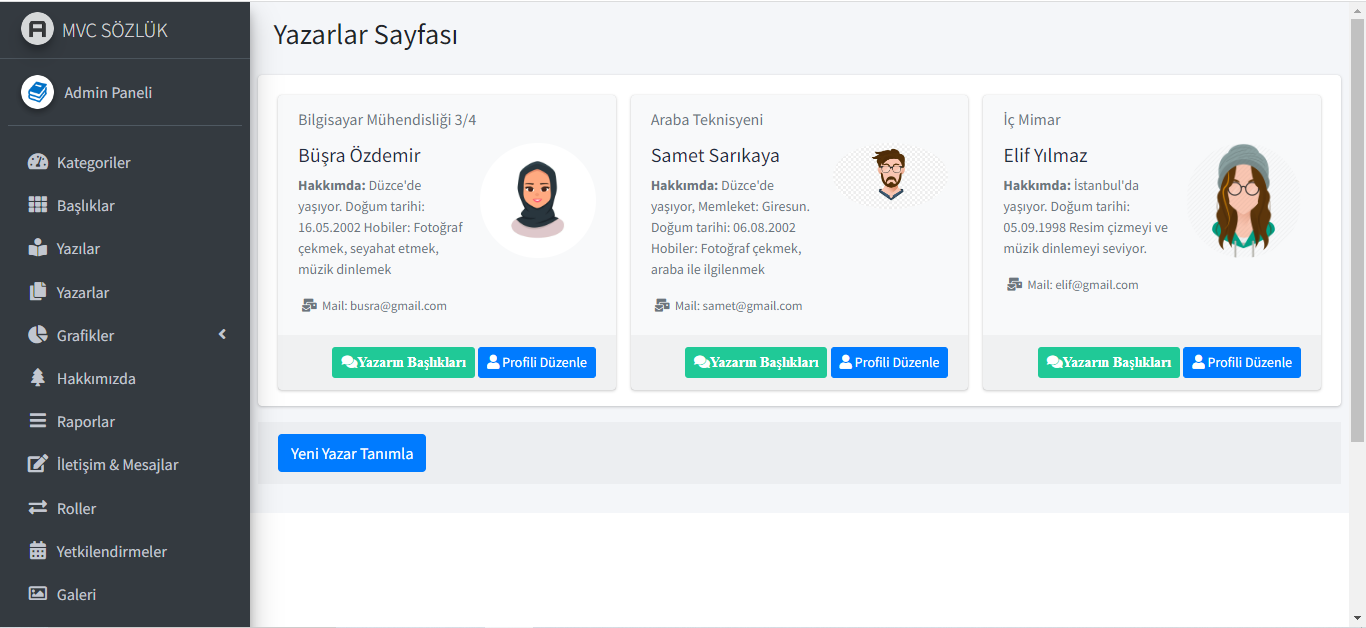 MVC SÖZLÜK
Admin Paneli
Kategoriler
Başlıklar
Yazılar
Yazarlar
Grafikler
Hakkımızda
Raporlar
İletişim & Mesajlar
Roller
Yetkilendirmeler
Galeri
Yazarlar Sayfası
Bilgisayar Mühendisliği 3/4
Büşra Özdemir
Hakkımda: Düzce'de
yaşıyor. Doğum tarihi:
16.05.2002 Hobiler: Fotoğraf
çekmek, seyahat etmek,
müzik dinlemek
Mail: busra@gmail.com
Yazarın Başlıkları Profili Düzenle
Araba Teknisyeni
Samet Sarıkaya
Hakkımda: Düzce'de
yaşıyor, Memleket: Giresun.
Doğum tarihi: 06.08.2002
Hobiler: Fotoğraf çekmek,
araba ile ilgilenmek
Mail: samet@gmail.com
Yazarın Başlıkları Profili Düzenle
İç Mimar
Elif Yılmaz
Hakkımda: İstanbul'da
yaşıyor. Doğum tarihi:
05.09.1998 Resim çizmeyi ve
müzik dinlemeyi seviyor.
Mail: elif@gmail.com
Yazarın Başlıkları Profili Düzenle
Yeni Yazar Tanımla